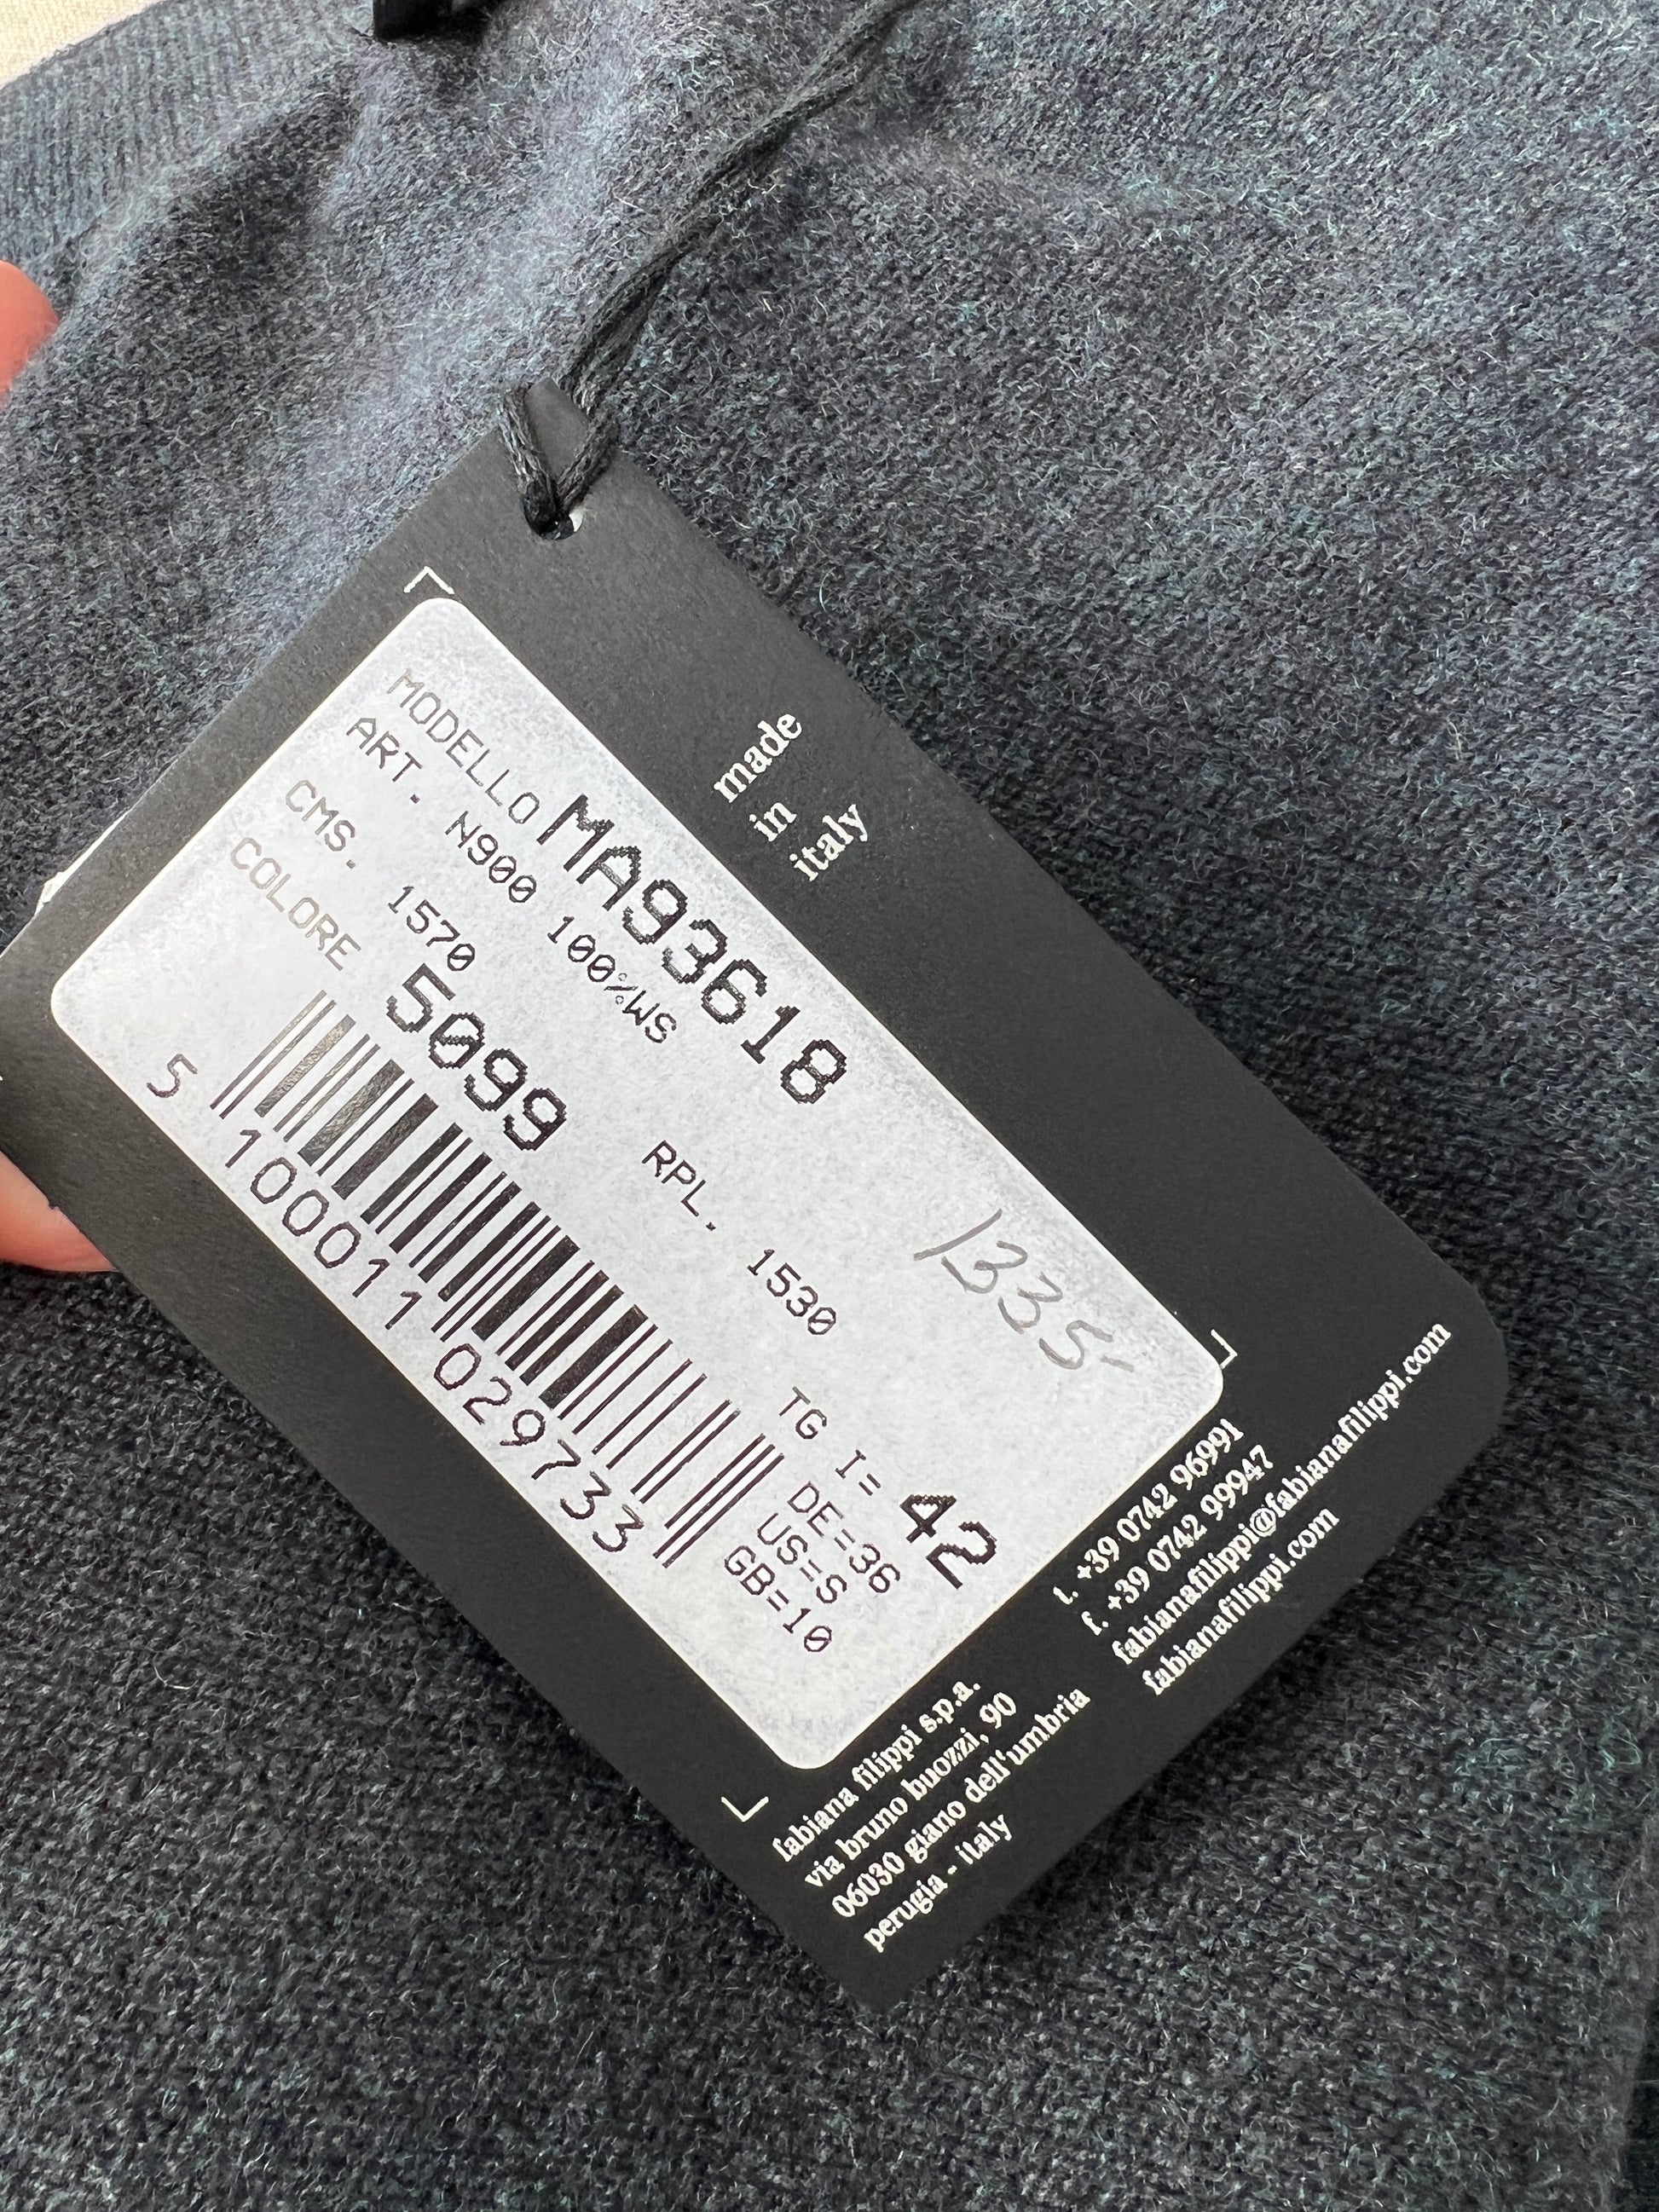 made
in
italy
MODELLO MA93618
ART. N900 100%WS
CMS. 1570 RPL. 1530
COLORE 5099
1335-
TG I= 42
DE=36
US=S
GB=10
5 100011 029733
fabiana filippi s.p.a.
via bruno buozzi, 90
06030 giano dell'umbria
perugia - italy
t. +39 0742 96991
f. +39 0742 99947
fabianafilippi@fabianafilippi.com
fabianafilippi.com